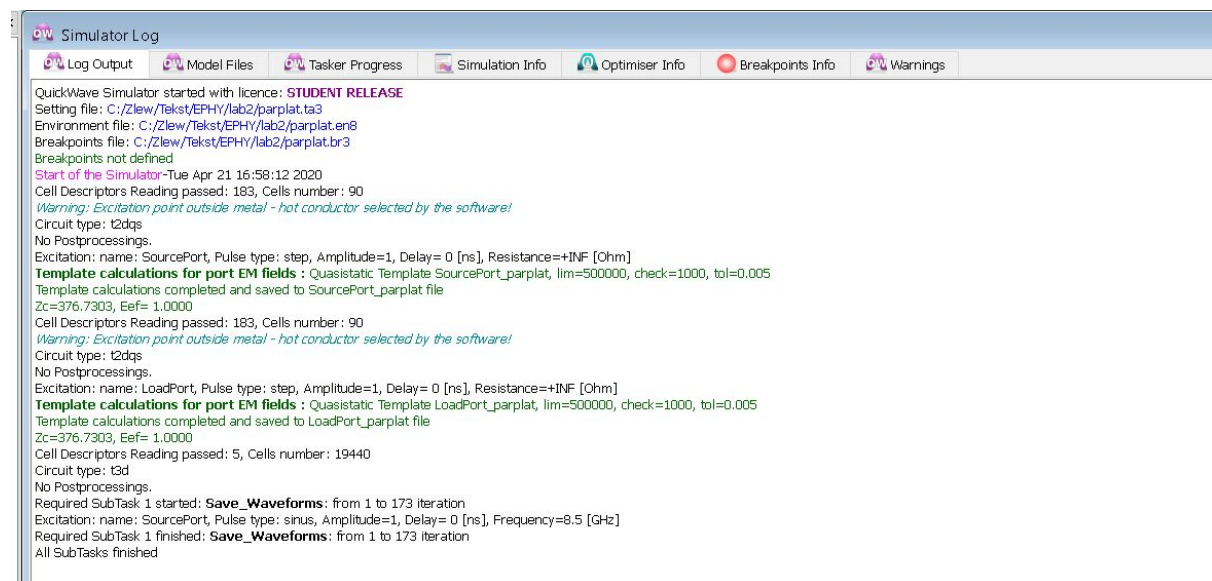 Simulator Log
Log Output Model Files Tasker Progress Simulation Info Optimiser Info Breakpoints Info Warnings
QuickWave Simulator started with licence: STUDENT RELEASE
Setting file: C:/Zlew/Tekst/EPHY/lab2/parplat.ta3
Environment file: C:/Zlew/Tekst/EPHY/lab2/parplat.en8
Breakpoints file: C:/Zlew/Tekst/EPHY/lab2/parplat.br3
Breakpoints not defined
Start of the Simulator-Tue Apr 21 16:58:12 2020
Cell Descriptors Reading passed: 183, Cells number: 90
Warning: Excitation point outside metal - hot conductor selected by the software!
Circuit type: t2dqs
No Postprocessings.
Excitation: name: SourcePort, Pulse type: step, Amplitude=1, Delay= 0 [ns], Resistance=+INF [Ohm]
Template calculations for port EM fields : Quasistatic Template SourcePort_parplat, lim=500000, check=1000, tol=0.005
Template calculations completed and saved to SourcePort_parplat file
Zc=376.7303, Eef= 1.0000
Cell Descriptors Reading passed: 183, Cells number: 90
Warning: Excitation point outside metal - hot conductor selected by the software!
Circuit type: t2dqs
No Postprocessings.
Excitation: name: LoadPort, Pulse type: step, Amplitude=1, Delay= 0 [ns], Resistance=+INF [Ohm]
Template calculations for port EM fields : Quasistatic Template LoadPort_parplat, lim=500000, check=1000, tol=0.005
Template calculations completed and saved to LoadPort_parplat file
Zc=376.7303, Eef= 1.0000
Cell Descriptors Reading passed: 5, Cells number: 19440
Circuit type: t3d
No Postprocessings.
Required SubTask 1 started: Save_Waveforms: from 1 to 173 iteration
Excitation: name: SourcePort, Pulse type: sinus, Amplitude=1, Delay= 0 [ns], Frequency=8.5 [GHz]
Required SubTask 1 finished: Save_Waveforms: from 1 to 173 iteration
All SubTasks finished